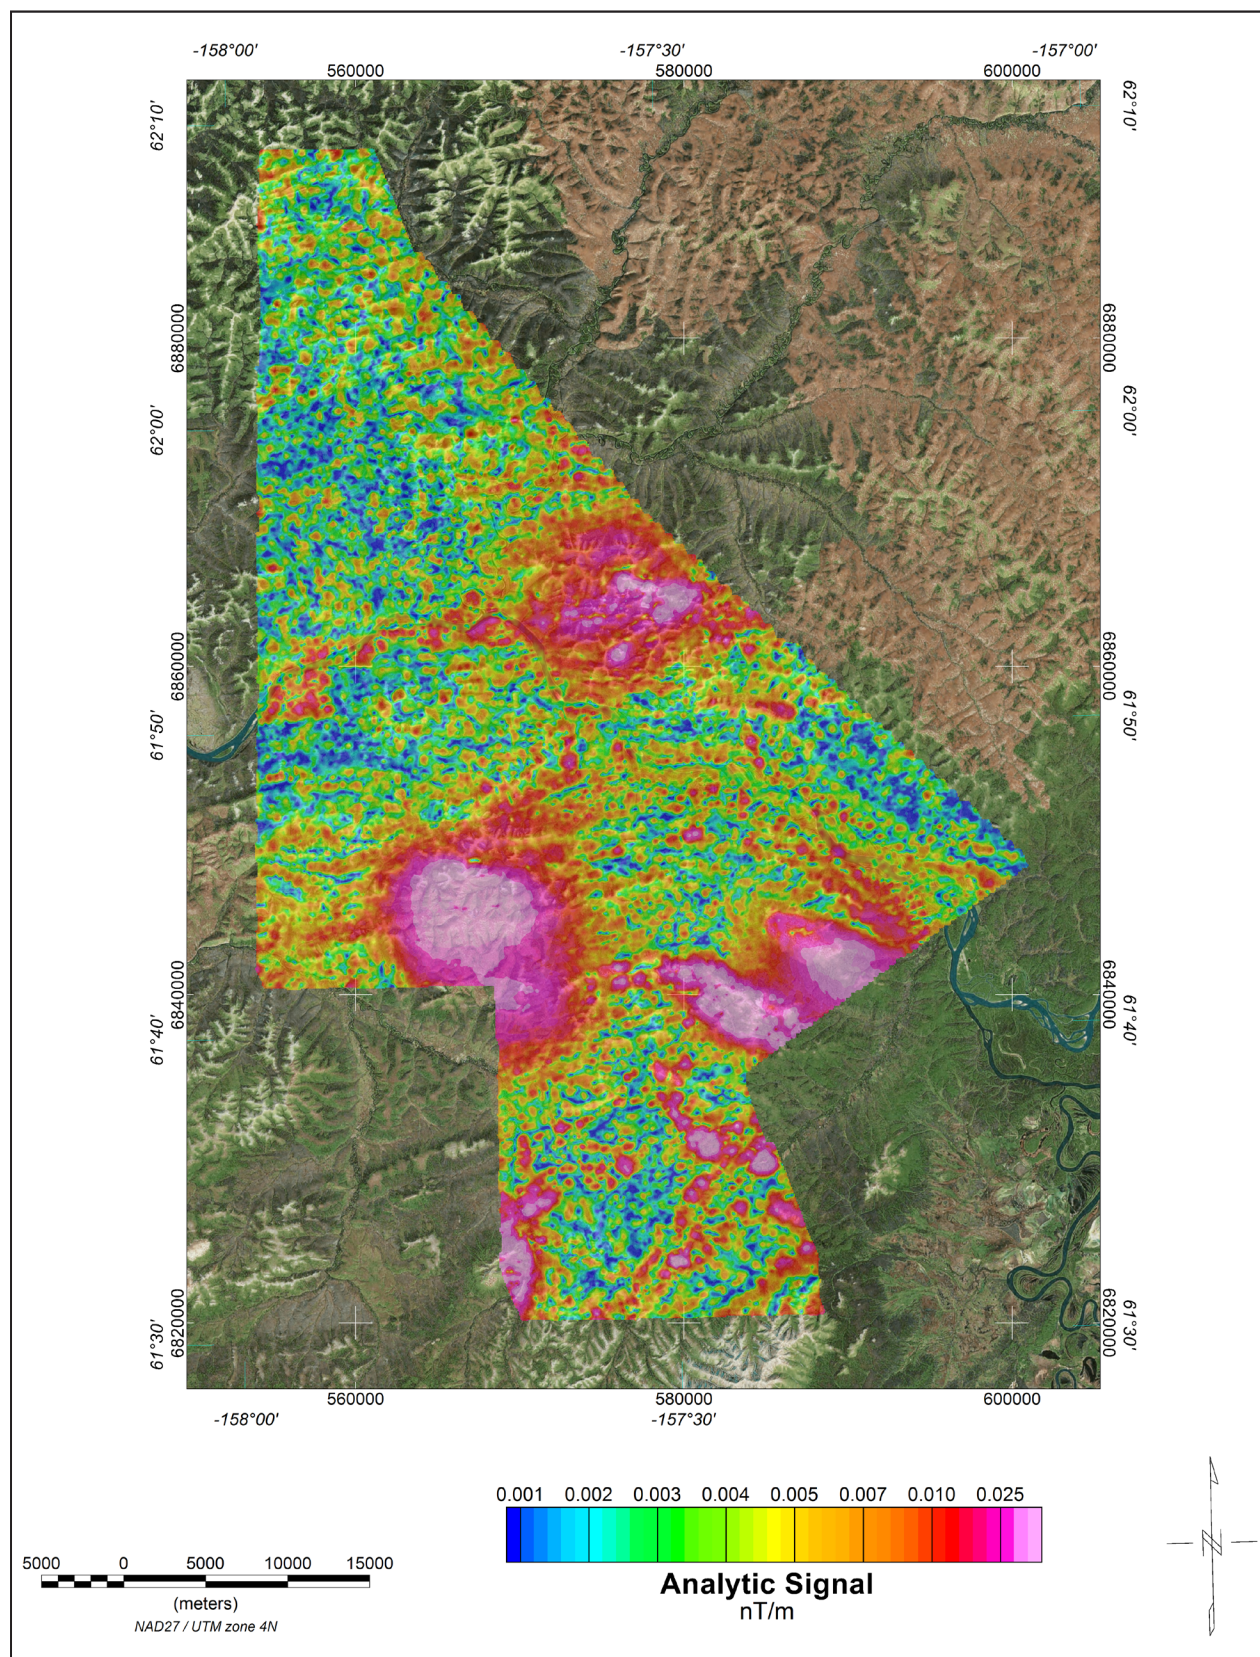 -158°00' -157°30' -157°00'
560000 580000 600000
62°10' 62°10'
6880000 6880000
62°00' 62°00'
6860000 6860000
61°50' 61°50'
6840000 6840000
61°40' 61°40'
6820000 6820000
61°30' 61°30'
560000 580000 600000
-158°00' -157°30'
0.001 0.002 0.003 0.004 0.005 0.007 0.010 0.025
Analytic Signal
nT/m
5000 0 5000 10000 15000
(meters)
NAD27 / UTM zone 4N
N